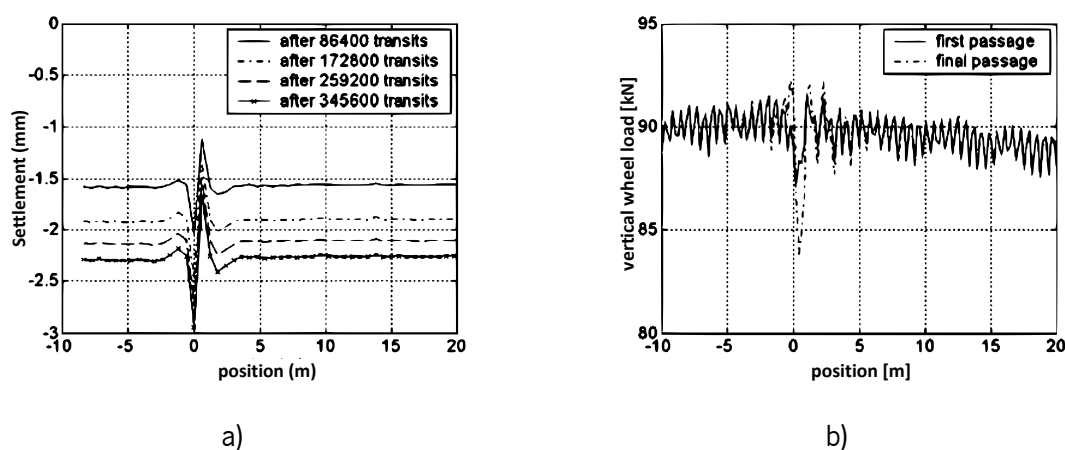 0
-0.5
-1
-1.5
-2
-2.5
-3
-10
-5
0
5
10
15
20
Settlement (mm)
position (m)
after 86400 transits
after 172800 transits
after 259200 transits
after 345600 transits
a)
95
90
85
80
-10
-5
0
5
10
15
20
vertical wheel load [kN]
position [m]
first passage
final passage
b)